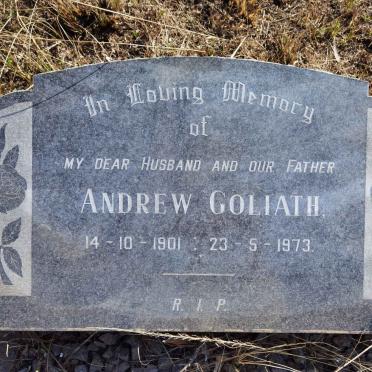 In Loving Memory
of
MY DEAR HUSBAND AND OUR FATHER
ANDREW GOLIATH.
14-10-1901 : 23-5-1973.
R.I.P.